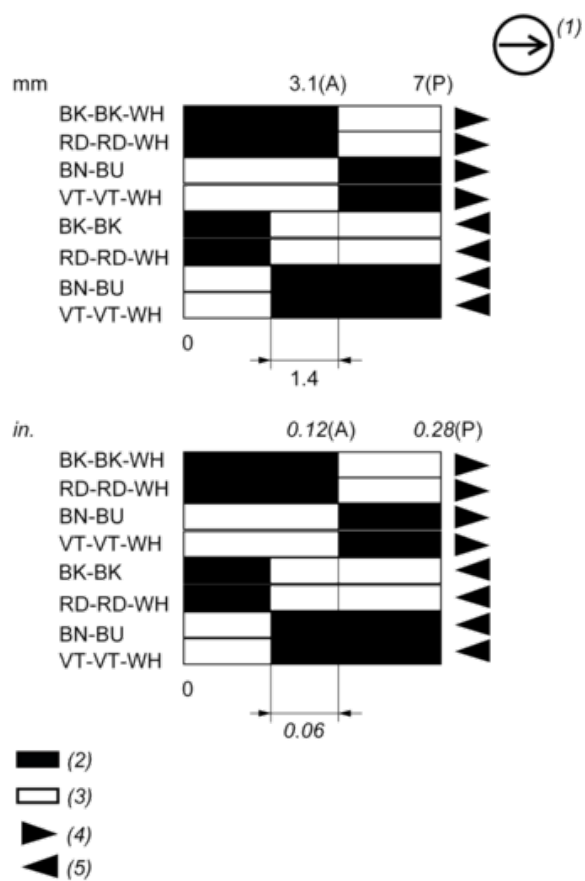 (1)
mm 3.1(A) 7(P)
BK-BK-WH
RD-RD-WH
BN-BU
VT-VT-WH
BK-BK
RD-RD-WH
BN-BU
VT-VT-WH
0
1.4
in. 0.12(A) 0.28(P)
BK-BK-WH
RD-RD-WH
BN-BU
VT-VT-WH
BK-BK
RD-RD-WH
BN-BU
VT-VT-WH
0
0.06
(2)
(3)
(4)
(5)